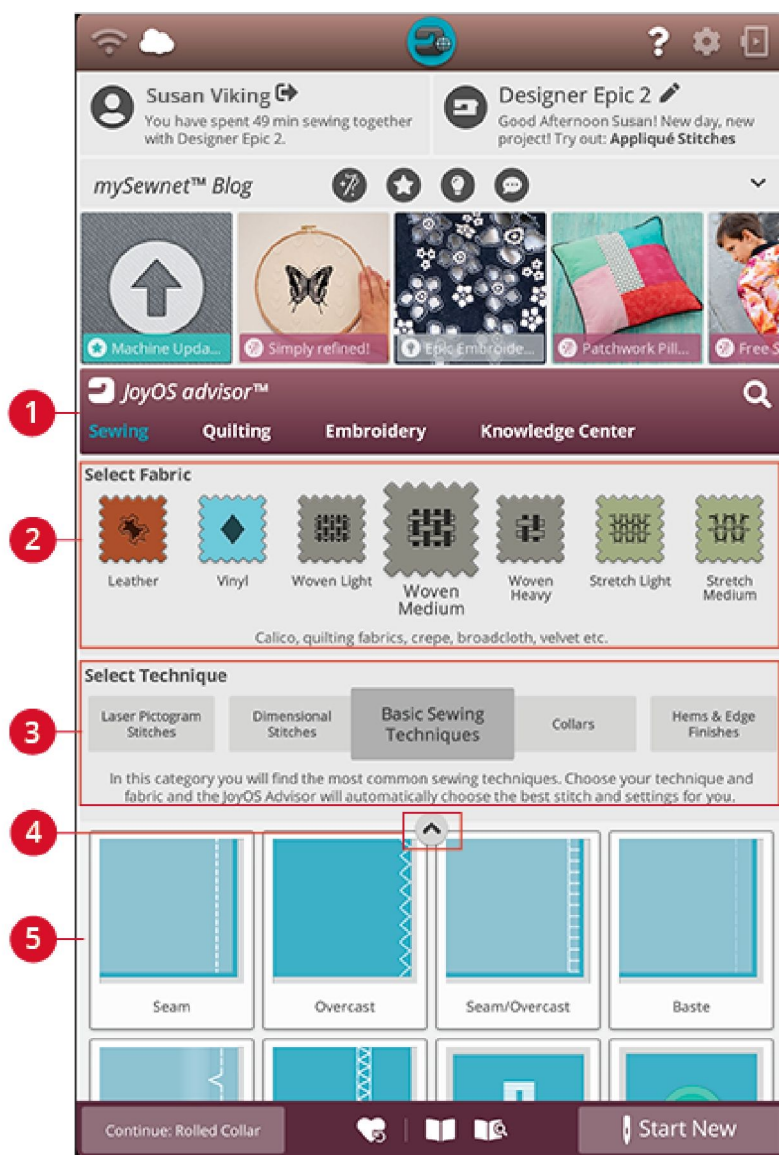 ?
Susan Viking
You have spent 49 min sewing together
with Designer Epic 2.
Designer Epic 2
Good Afternoon Susan! New day, new
project! Try out: Appliqué Stitches
mySewnet™ Blog
Machine Upda...
Simply refined!
Epic Embroide...
Patchwork Pill...
Free S
1
JoyOS advisor™
Sewing Quilting Embroidery Knowledge Center
2
Select Fabric
Leather
Vinyl
Woven Light
Woven
Medium
Woven
Heavy
Stretch Light
Stretch
Medium
Calico, quilting fabrics, crepe, broadcloth, velvet etc.
3
Select Technique
Laser Pictogram
Stitches
Dimensional
Stitches
Basic Sewing
Techniques
Collars
Hems & Edge
Finishes
In this category you will find the most common sewing techniques. Choose your technique and
fabric and the JoyOS Advisor will automatically choose the best stitch and settings for you.
4
5
Seam
Overcast
Seam/Overcast
Baste
Continue: Rolled Collar
Start New